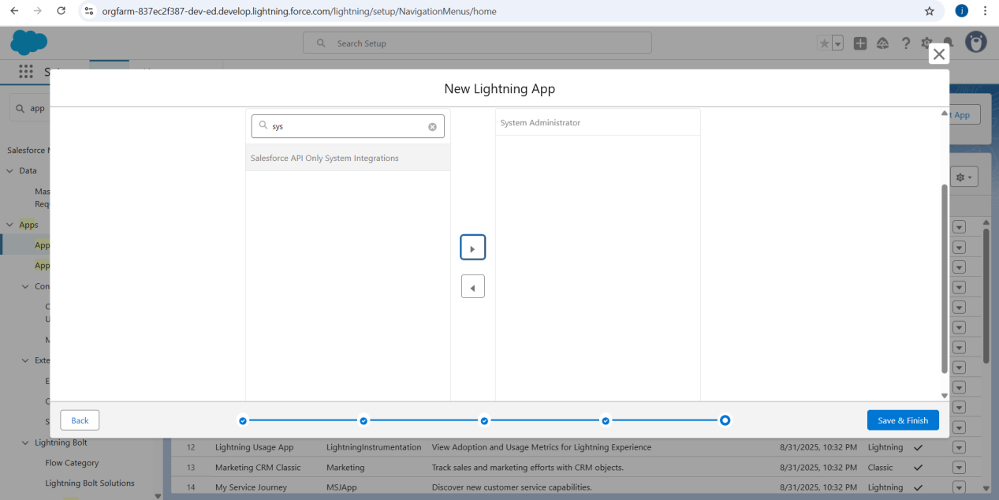 orgfarm-837ec2f387-dev-ed.develop.lightning.force.com/lightning/setup/NavigationMenus/home
j
Search Setup
New Lightning App
app
sys
System Administrator
t App
Salesforce API Only System Integrations
Salesforce
Data
Mas
Req
Apps
App
App
Con
C
U
M
Exte
E
C
S
Back
Save & Finish
Lightning Bolt
Flow Category
Lightning Bolt Solutions
12 Lightning Usage App LightningInstrumentation View Adoption and Usage Metrics for Lightning Experience 8/31/2025, 10:32 PM Lightning
13 Marketing CRM Classic Marketing Track sales and marketing efforts with CRM objects. 8/31/2025, 10:32 PM Classic
14 My Service Journey MSJApp Discover new customer service capabilities. 8/31/2025, 10:32 PM Lightning